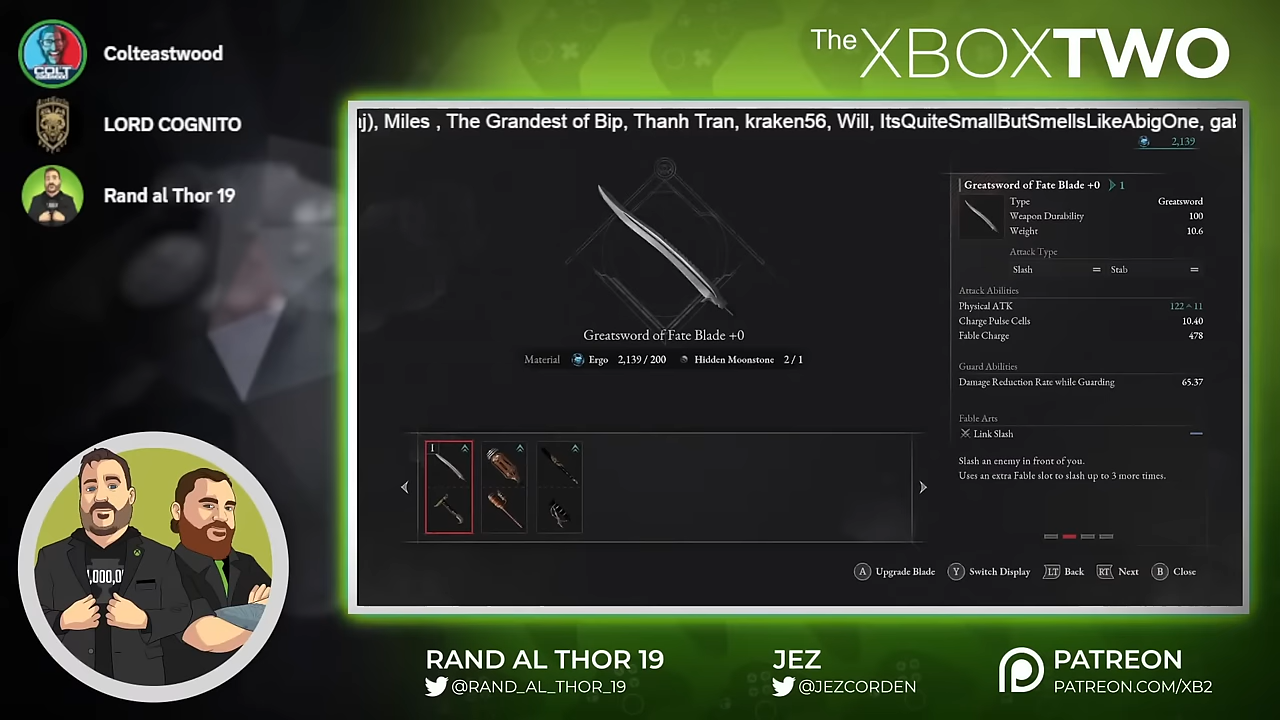 Colteastwood
LORD COGNITO
Rand al Thor 19
COLT
The XBOXTWO
, Miles , The Grandest of Bip, Thanh Tran, kraken56, Will, ItsQuiteSmallButSmellsLikeAbigOne,
2,139
Greatsword of Fate Blade +0 1
Type Greatsword
Weapon Durability 100
Weight 10.6
Attack Type
Slash = Stab =
Attack Abilities
Physical ATK 122 11
Charge Pulse Cells 10.40
Fable Charge 478
Guard Abilities
Damage Reduction Rate while Guarding 65.37
Fable Arts
Link Slash
Slash an enemy in front of you.
Uses an extra Fable slot to slash up to 3 more times.
Greatsword of Fate Blade +0
Material Ergo 2,139 / 200 Hidden Moonstone 2 / 1
I
A Upgrade Blade Y Switch Display LT Back RT Next B Close
RAND AL THOR 19
@RAND_AL_THOR_19
JEZ
@JEZCORDEN
PATREON
PATREON.COM/XB2